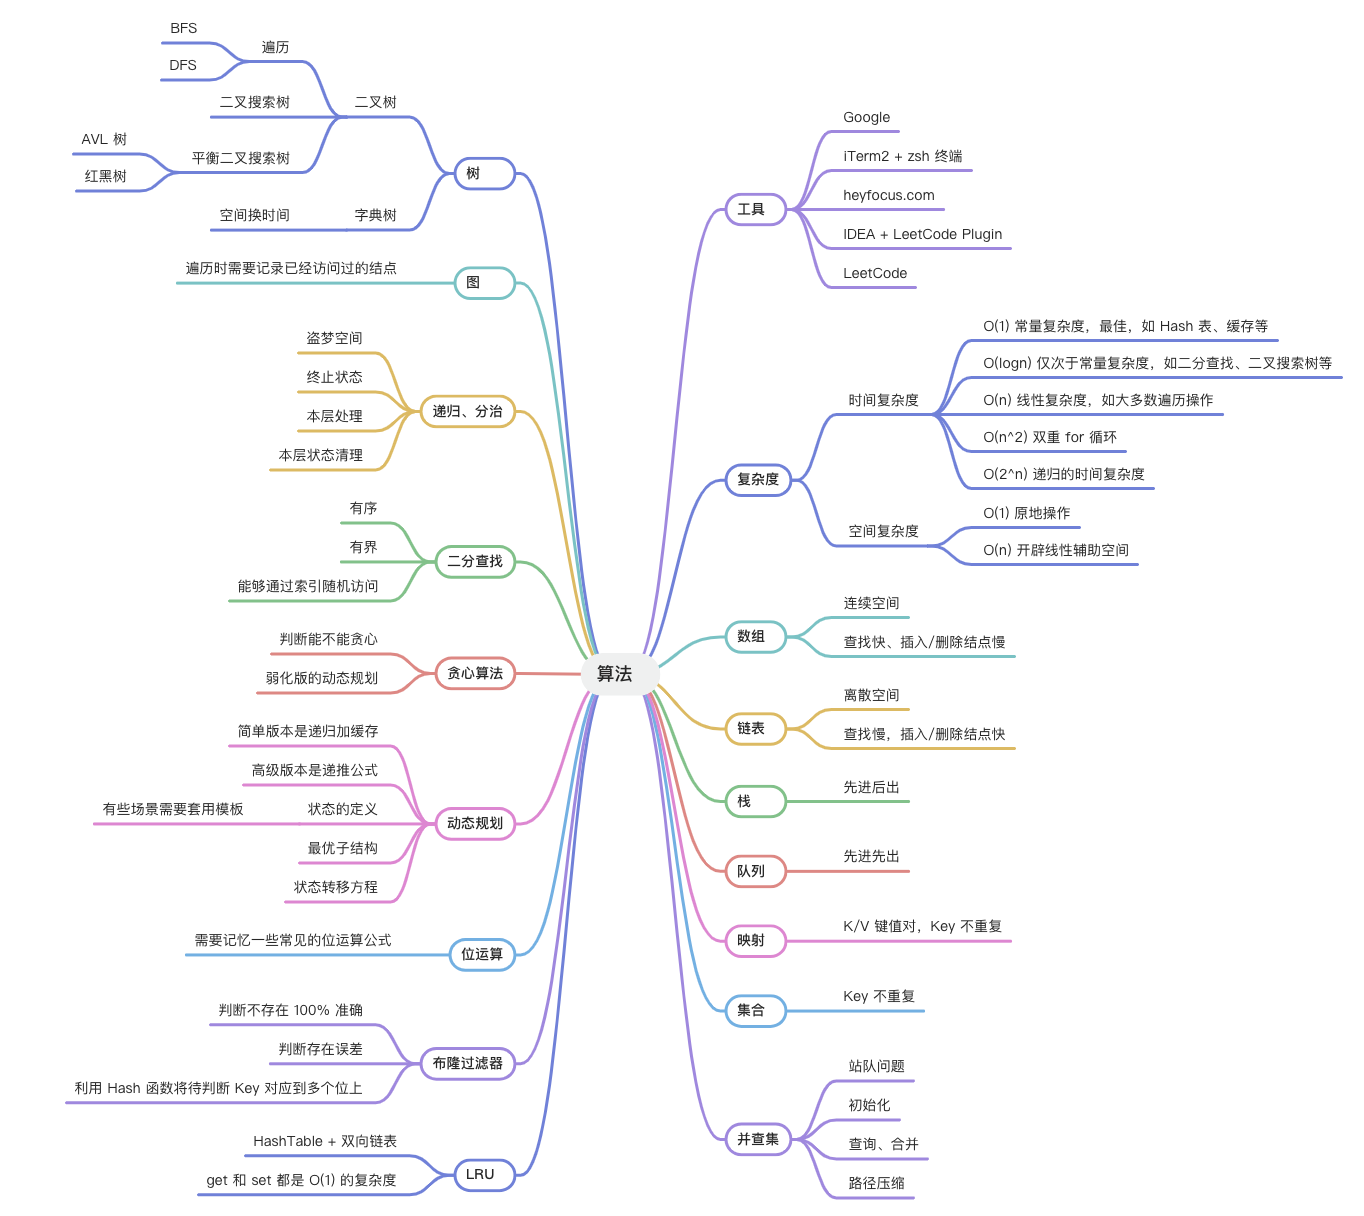 算法
树
二叉树
遍历
BFS
DFS
二叉搜索树
平衡二叉搜索树
AVL 树
红黑树
字典树
空间换时间
图
遍历时需要记录已经访问过的结点
递归、分治
盗梦空间
终止状态
本层处理
本层状态清理
二分查找
有序
有界
能够通过索引随机访问
贪心算法
判断能不能贪心
弱化版的动态规划
动态规划
简单版本是递归加缓存
高级版本是递推公式
状态的定义
有些场景需要套用模板
最优子结构
状态转移方程
位运算
需要记忆一些常见的位运算公式
布隆过滤器
判断不存在 100% 准确
判断存在误差
利用 Hash 函数将待判断 Key 对应到多个位上
LRU
HashTable + 双向链表
get 和 set 都是 O(1) 的复杂度
工具
Google
iTerm2 + zsh 终端
heyfocus.com
IDEA + LeetCode Plugin
LeetCode
复杂度
时间复杂度
O(1) 常量复杂度，最佳，如 Hash 表、缓存等
O(logn) 仅次于常量复杂度，如二分查找、二叉搜索树等
O(n) 线性复杂度，如大多数遍历操作
O(n^2) 双重 for 循环
O(2^n) 递归的时间复杂度
空间复杂度
O(1) 原地操作
O(n) 开辟线性辅助空间
数组
连续空间
查找快、插入/删除结点慢
链表
离散空间
查找慢，插入/删除结点快
栈
先进后出
队列
先进先出
映射
K/V 键值对，Key 不重复
集合
Key 不重复
并查集
站队问题
初始化
查询、合并
路径压缩